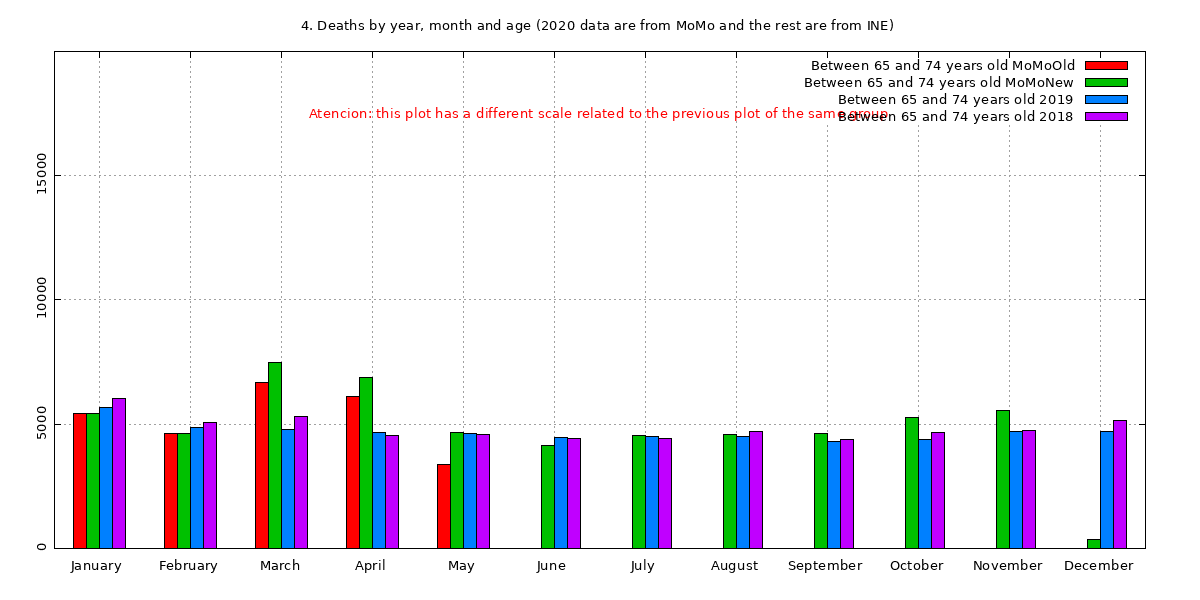 4. Deaths by year, month and age (2020 data are from MoMo and the rest are from INE)
Between 65 and 74 years old MoMoOld
Between 65 and 74 years old MoMoNew
Between 65 and 74 years old 2019
Atencion: this plot has a different scale related to the previous plot of the same group
Between 65 and 74 years old 2018
15000
10000
5000
0
January February March April May June July August September October November December